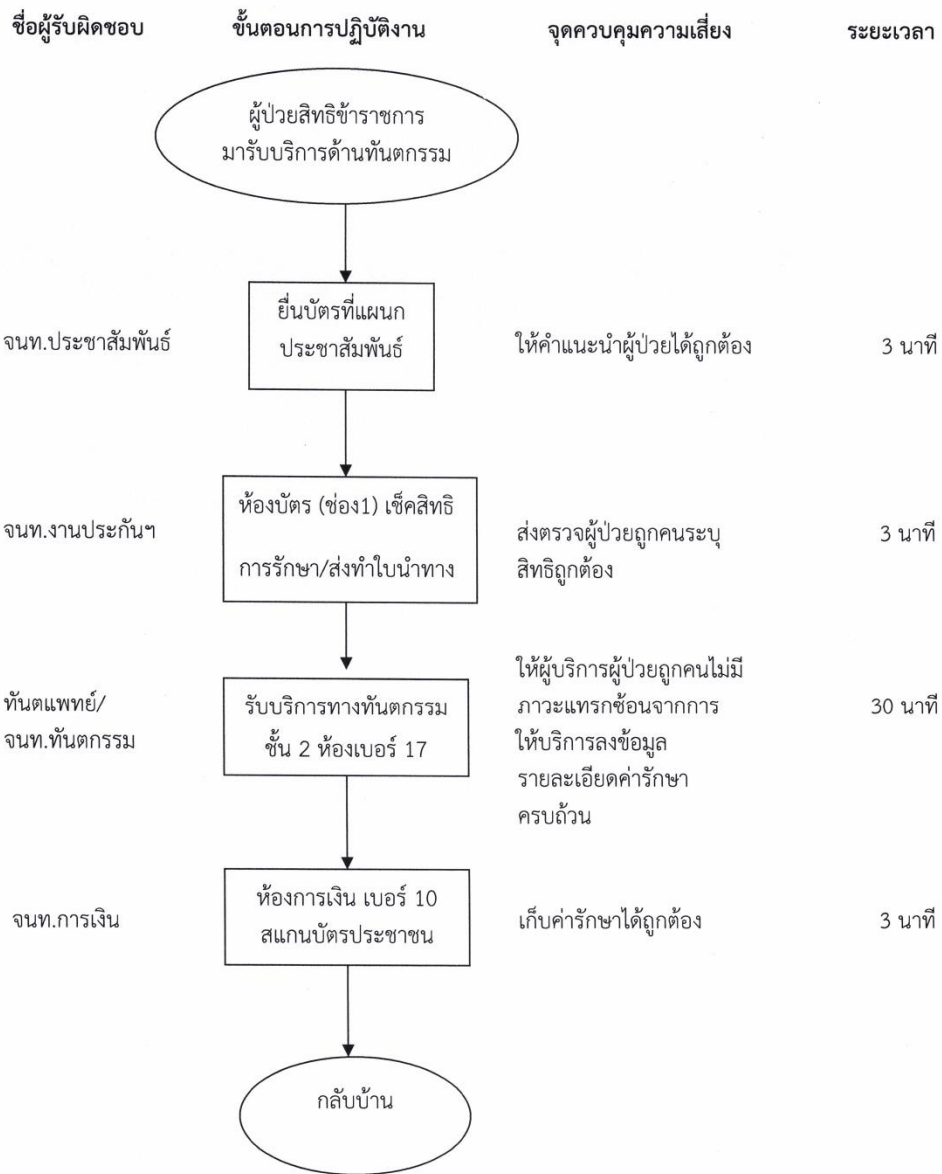 ชื่อผู้รับผิดชอบ ขั้นตอนการปฏิบัติงาน จุดควบคุมความเสี่ยง ระยะเวลา
ผู้ป่วยสิทธิข้าราชการ
มารับบริการด้านทันตกรรม
จนท.ประชาสัมพันธ์
ยื่นบัตรที่แผนก
ประชาสัมพันธ์
ให้คำแนะนำผู้ป่วยได้ถูกต้อง
3 นาที
จนท.งานประกันฯ
ห้องบัตร (ช่อง1) เช็คสิทธิ
การรักษา/ส่งทำใบนำทาง
ส่งตรวจผู้ป่วยถูกคนระบุ
สิทธิถูกต้อง
3 นาที
ทันตแพทย์/
จนท.ทันตกรรม
รับบริการทางทันตกรรม
ชั้น 2 ห้องเบอร์ 17
ให้ผู้บริการผู้ป่วยถูกคนไม่มี
ภาวะแทรกซ้อนจากการ
ให้บริการลงข้อมูล
รายละเอียดค่ารักษา
ครบถ้วน
30 นาที
จนท.การเงิน
ห้องการเงิน เบอร์ 10
สแกนบัตรประชาชน
เก็บค่ารักษาได้ถูกต้อง
3 นาที
กลับบ้าน